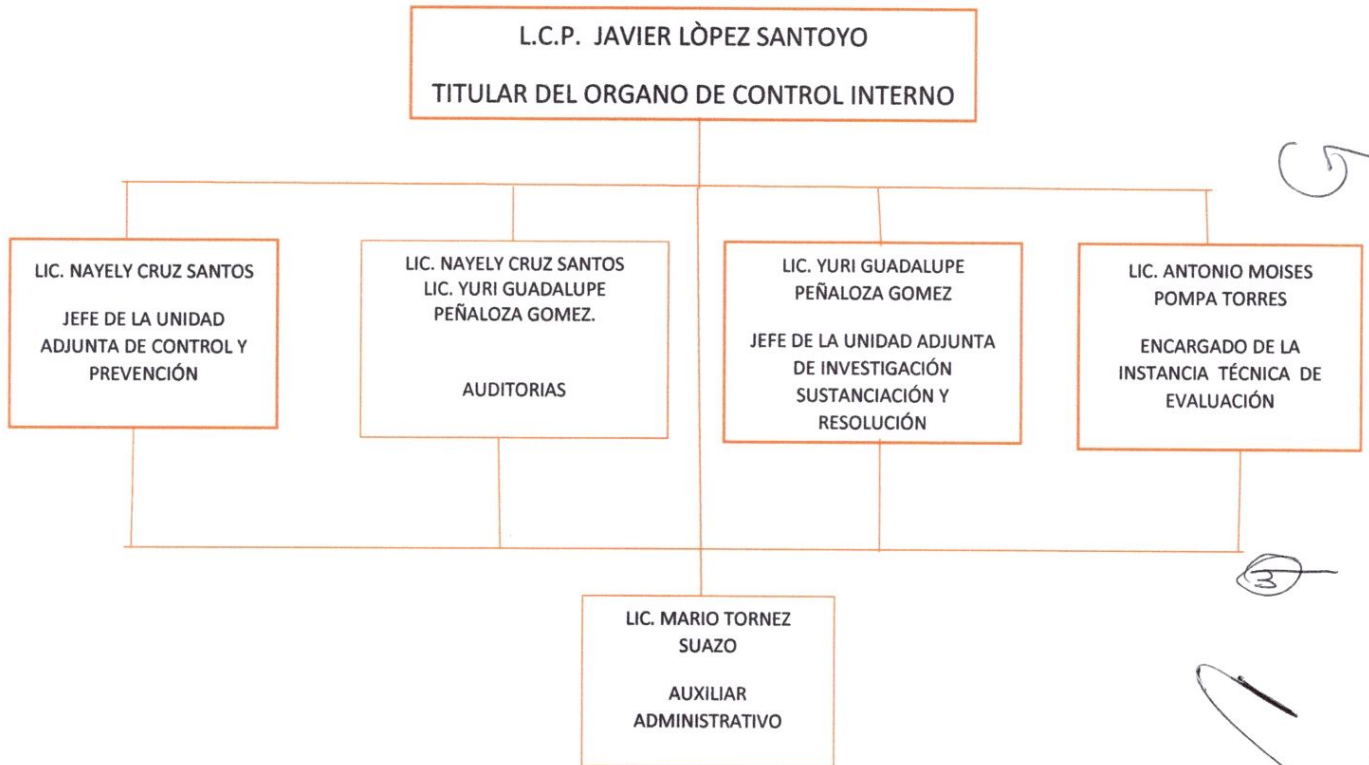 L.C.P. JAVIER LÒPEZ SANTOYO
TITULAR DEL ORGANO DE CONTROL INTERNO
LIC. NAYELY CRUZ SANTOS
JEFE DE LA UNIDAD
ADJUNTA DE CONTROL Y
PREVENCIÓN
LIC. NAYELY CRUZ SANTOS
LIC. YURI GUADALUPE
PEÑALOZA GOMEZ.
AUDITORIAS
LIC. YURI GUADALUPE
PEÑALOZA GOMEZ
JEFE DE LA UNIDAD ADJUNTA
DE INVESTIGACIÓN
SUSTANCIACIÓN Y
RESOLUCIÓN
LIC. ANTONIO MOISES
POMPA TORRES
ENCARGADO DE LA
INSTANCIA TÉCNICA DE
EVALUACIÓN
LIC. MARIO TORNEZ
SUAZO
AUXILIAR
ADMINISTRATIVO